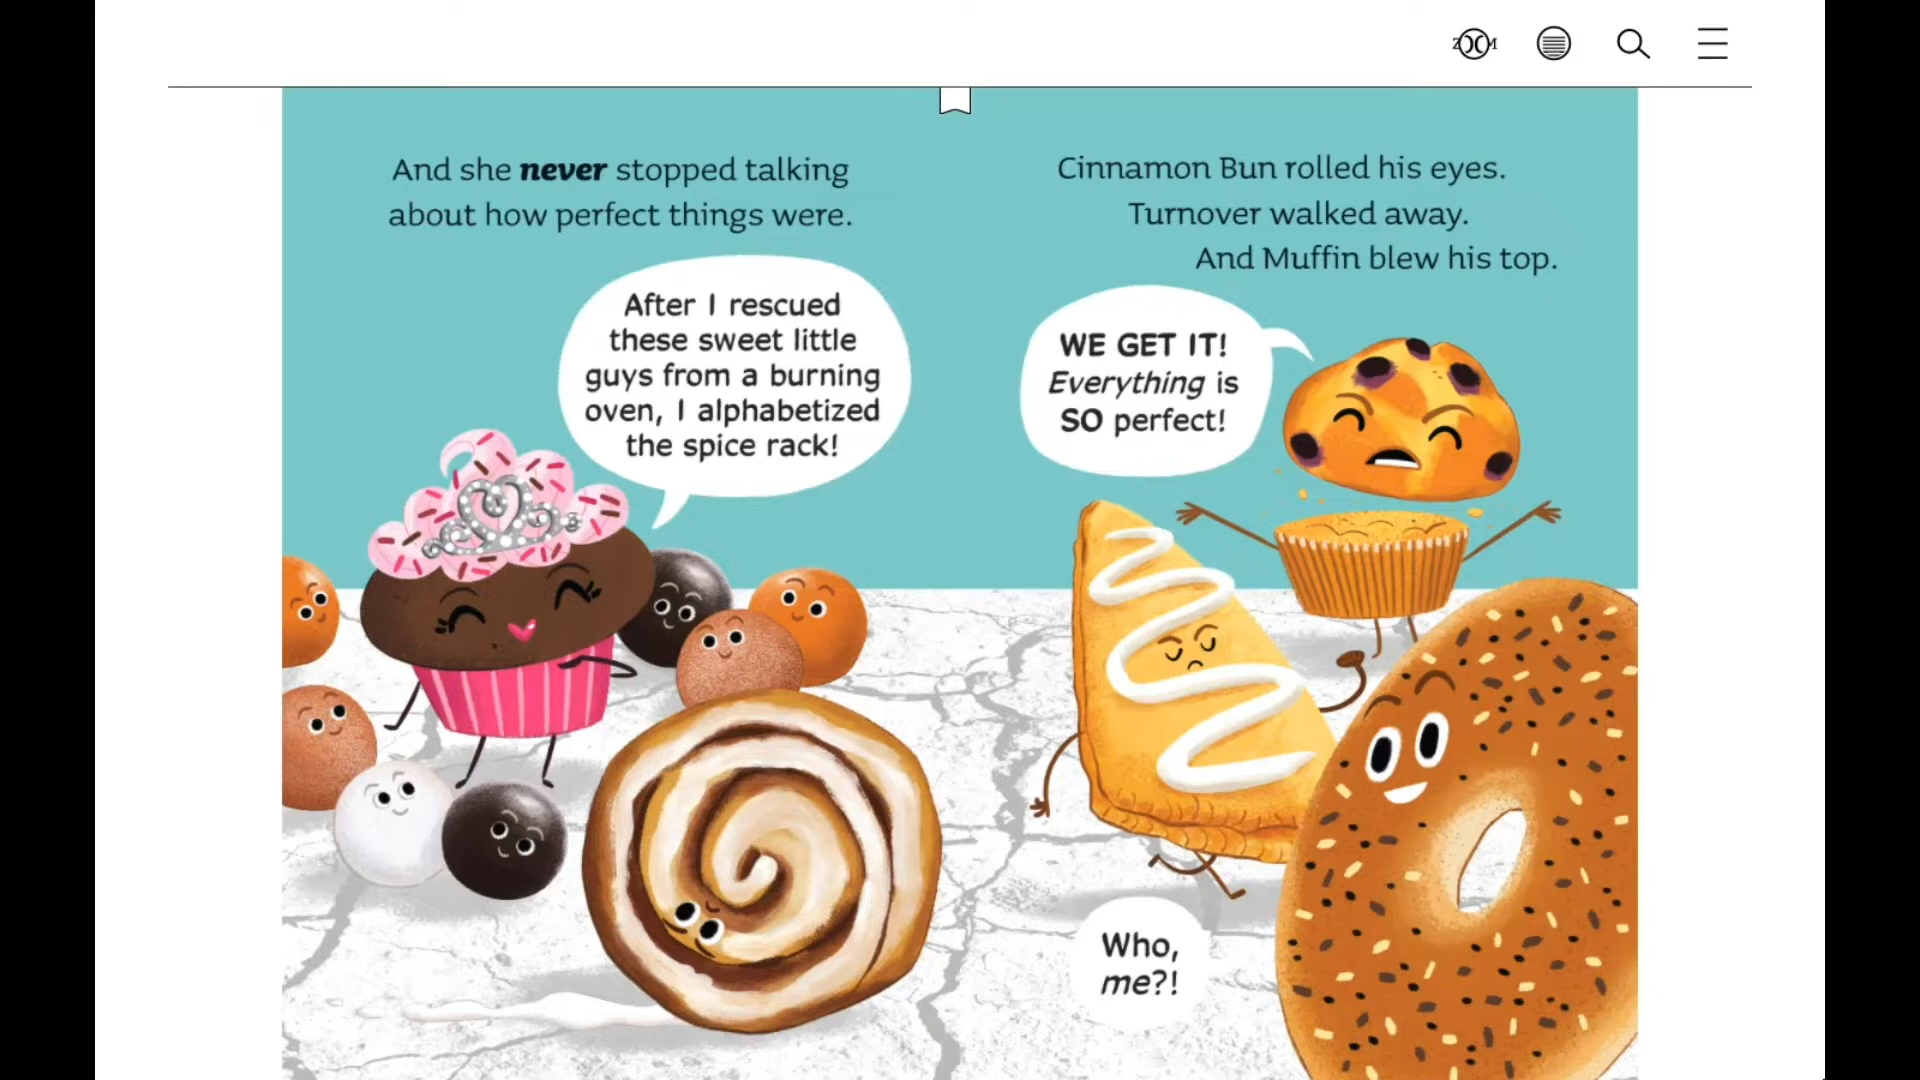 ZOOM
And she never stopped talking
about how perfect things were.
After I rescued
these sweet little
guys from a burning
oven, I alphabetized
the spice rack!
Cinnamon Bun rolled his eyes.
Turnover walked away.
And Muffin blew his top.
WE GET IT!
Everything is
SO perfect!
Who,
me?!